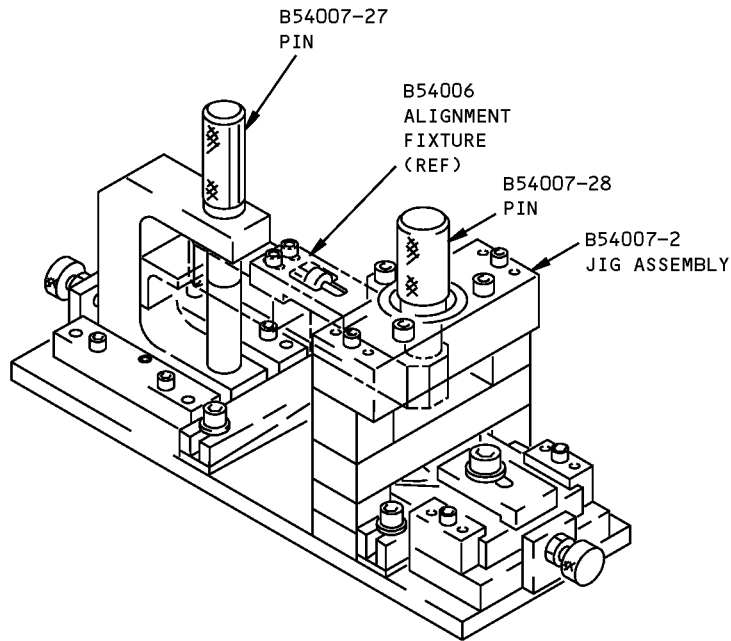 B54007-27
PIN
B54006
ALIGNMENT
FIXTURE
(REF)
B54007-28
PIN
B54007-2
JIG ASSEMBLY